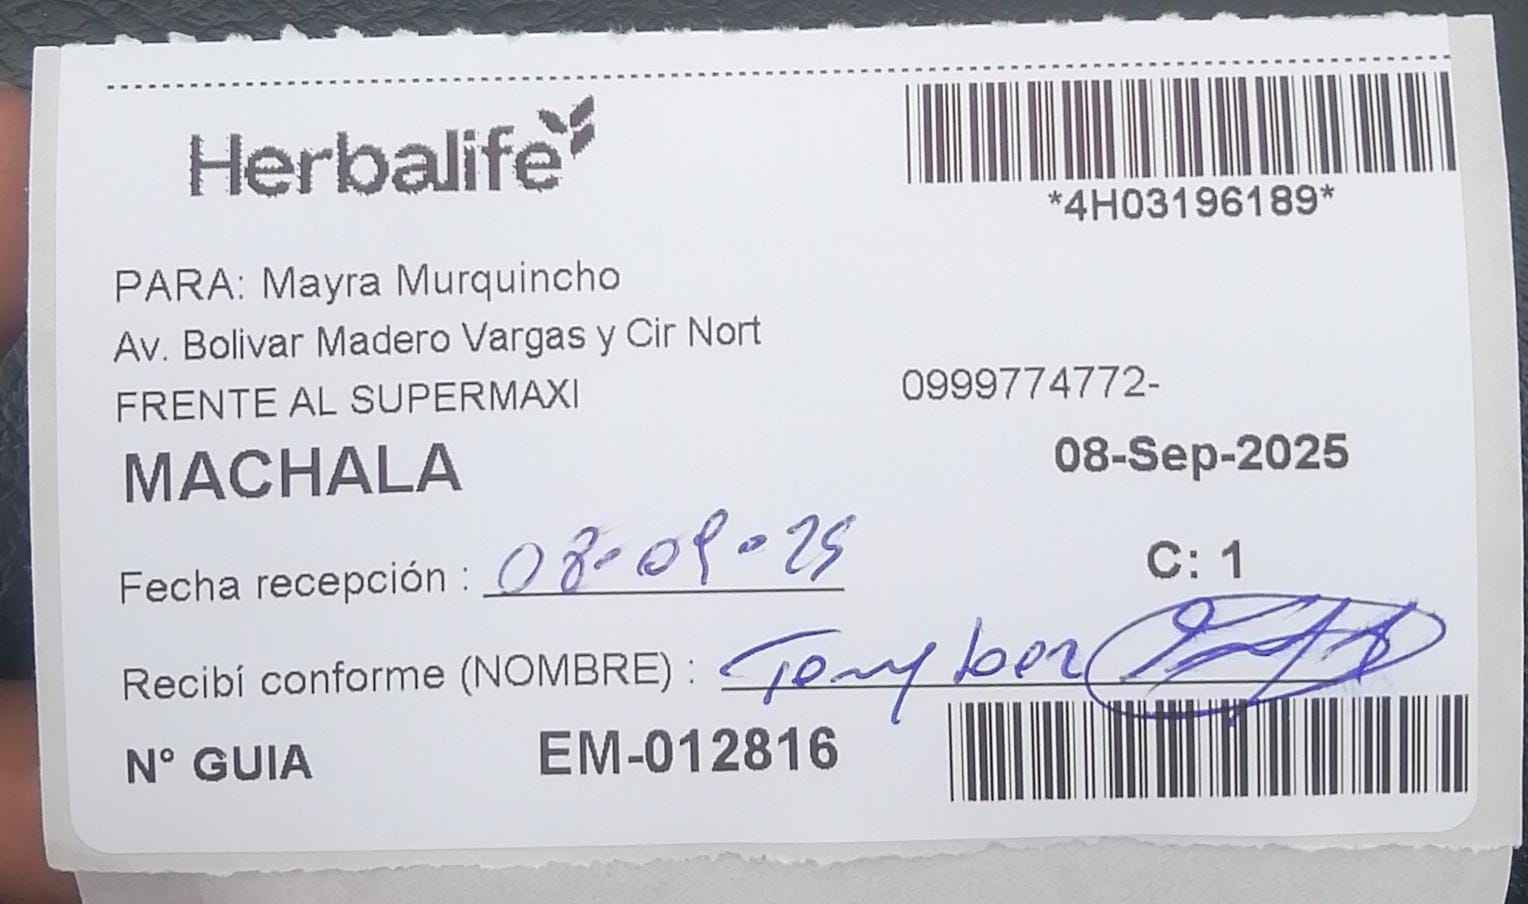 Herbalife
*4H03196189*
PARA: Mayra Murquincho
Av. Bolivar Madero Vargas y Cir Nort
FRENTE AL SUPERMAXI
0999774772-
MACHALA
08-Sep-2025
Fecha recepción : 08-09-25
C: 1
Recibí conforme (NOMBRE) :
N° GUIA EM-012816